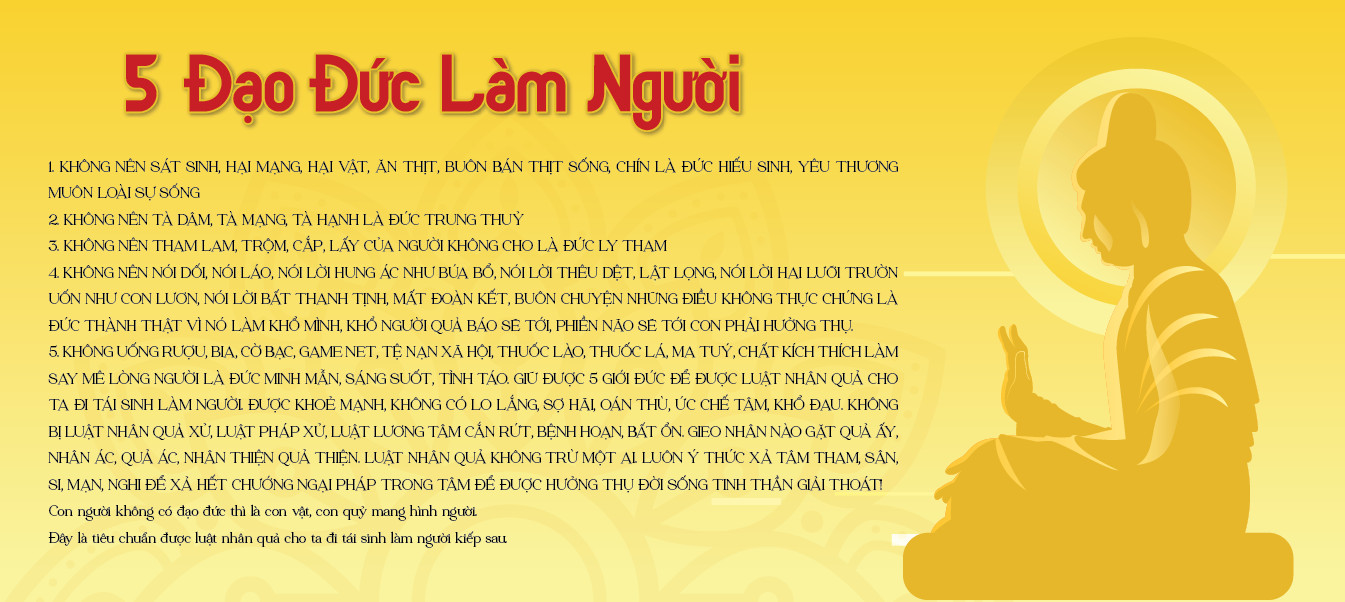 5 Đạo Đức Làm Người
1. KHÔNG NÊN SÁT SINH, HẠI MẠNG, HẠI VẬT, ĂN THỊT, BUÔN BÁN THỊT SỐNG, CHÍN LÀ ĐỨC HIẾU SINH, YÊU THƯƠNG
MUÔN LOÀI SỰ SỐNG
2. KHÔNG NÊN TÀ DÂM, TÀ MẠNG, TÀ HẠNH LÀ ĐỨC TRUNG THUỶ
3. KHÔNG NÊN THAM LAM, TRỘM, CẮP, LẤY CỦA NGƯỜI KHÔNG CHO LÀ ĐỨC LY THAM
4. KHÔNG NÊN NÓI DỐI, NÓI LÁO, NÓI LỜI HUNG ÁC NHƯ BÚA BỔ, NÓI LỜI THÊU DỆT, LẬT LỌNG, NÓI LỜI HAI LƯỠI TRƯỜN
UỐN NHƯ CON LƯƠN, NÓI LỜI BẤT THANH TỊNH, MẤT ĐOÀN KẾT, BUÔN CHUYỆN NHỮNG ĐIỀU KHÔNG THỰC CHỨNG LÀ
ĐỨC THÀNH THẬT VÌ NÓ LÀM KHỔ MÌNH, KHỔ NGƯỜI QUẢ BÁO SẼ TỚI, PHIỀN NÃO SẼ TỚI CON PHẢI HƯỞNG THỤ.
5. KHÔNG UỐNG RƯỢU, BIA, CỜ BẠC, GAME NET, TỆ NẠN XÃ HỘI, THUỐC LÀO, THUỐC LÁ, MA TUÝ, CHẤT KÍCH THÍCH LÀM
SAY MÊ LÒNG NGƯỜI LÀ ĐỨC MINH MẪN, SÁNG SUỐT, TỈNH TÁO. GIỮ ĐƯỢC 5 GIỚI ĐỨC ĐỂ ĐƯỢC LUẬT NHÂN QUẢ CHO
TA ĐI TÁI SINH LÀM NGƯỜI. ĐƯỢC KHOẺ MẠNH, KHÔNG CÓ LO LẮNG, SỢ HÃI, OÁN THÙ, ỨC CHẾ TÂM, KHỔ ĐAU. KHÔNG
BỊ LUẬT NHÂN QUẢ XỬ, LUẬT PHÁP XỬ, LUẬT LƯƠNG TÂM CẮN RỨT, BỆNH HOẠN, BẤT ỔN. GIEO NHÂN NÀO GẶT QUẢ ẤY,
NHÂN ÁC, QUẢ ÁC, NHÂN THIỆN QUẢ THIỆN. LUẬT NHÂN QUẢ KHÔNG TRỪ MỘT AI. LUÔN Ý THỨC XẢ TÂM THAM, SÂN,
SI, MẠN, NGHI ĐỂ XẢ HẾT CHƯỚNG NGẠI PHÁP TRONG TÂM ĐỂ ĐƯỢC HƯỞNG THỤ ĐỜI SỐNG TINH THẦN GIẢI THOÁT!
Con người không có đạo đức thì là con vật, con quỷ mang hình người.
Đây là tiêu chuẩn được luật nhân quả cho ta đi tái sinh làm người kiếp sau.